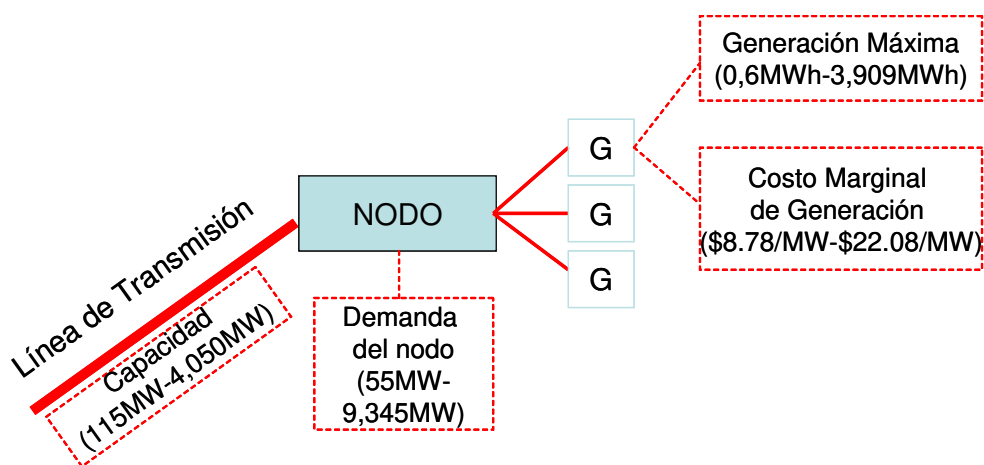 Generación Máxima
(0,6MWh-3,909MWh)
G
Costo Marginal
de Generación
($8.78/MW-$22.08/MW)
NODO
G
G
Línea de Transmisión
Capacidad
(115MW-4,050MW)
Demanda
del nodo
(55MW-
9,345MW)